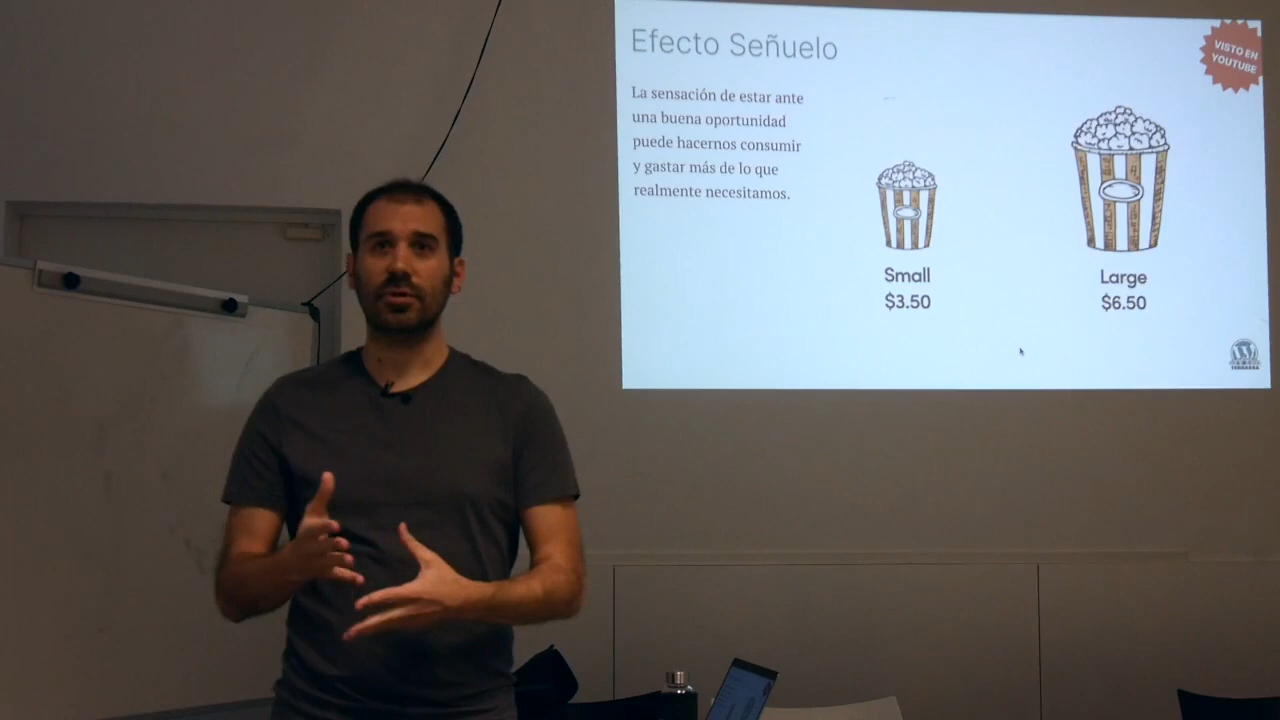 Efecto Señuelo
VISTO EN
YOUTUBE
La sensación de estar ante
una buena oportunidad
puede hacernos consumir
y gastar más de lo que
realmente necesitamos.
Small
$3.50
Large
$6.50
TERRASSA